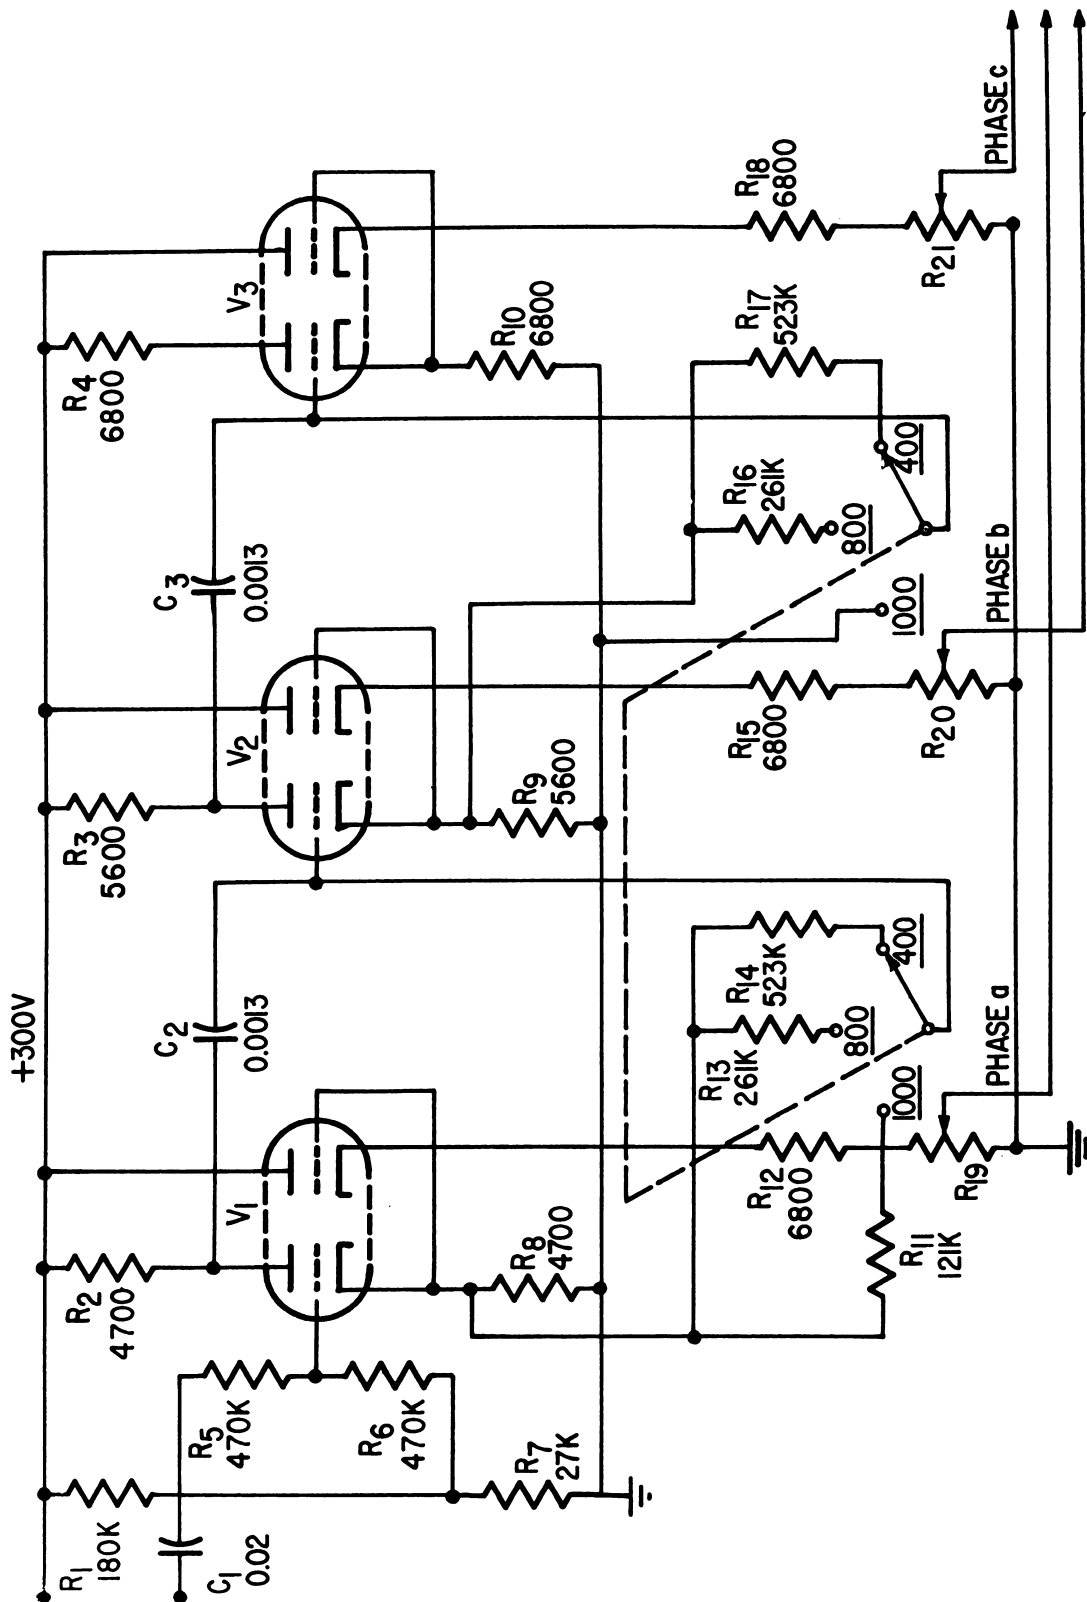 +300V
R1
180K
C1
0.02
R2
4700
R5
470K
R6
470K
R7
27K
V1
R8
4700
C2
0.0013
R11
121K
R12
6800
R19
R13
261K
R14
523K
1000
800
400
PHASE a
R3
5600
V2
R9
5600
C3
0.0013
R15
6800
R20
PHASE b
R16
261K
R17
523K
1000
800
400
R4
6800
V3
R10
6800
R18
6800
R21
PHASE c